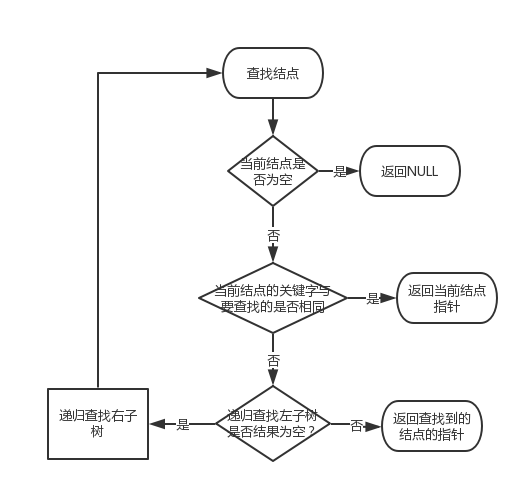 查找结点
当前结点是
否为空
是
返回NULL
否
当前结点的关键字与
要查找的是否相同
是
返回当前结点
指针
否
递归查找左子树
是否结果为空？
是
递归查找右子
树
否
返回查找到的
结点的指针